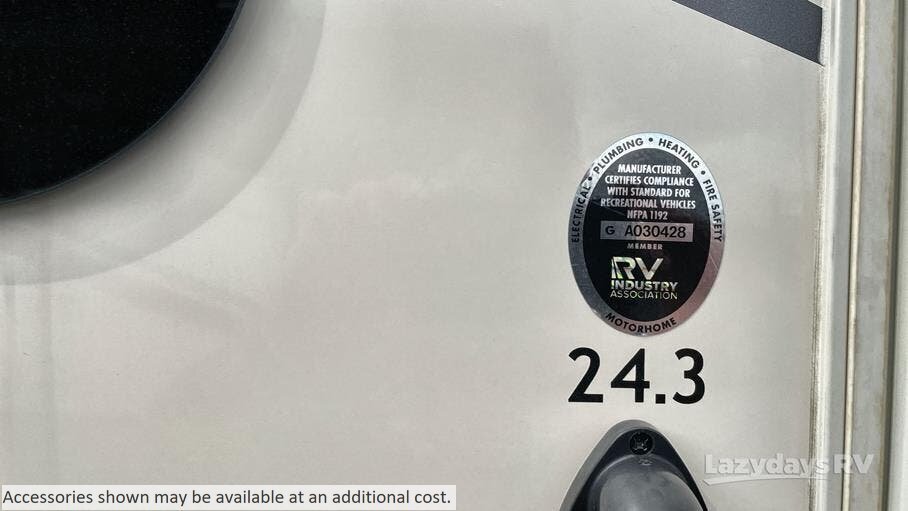 ELECTRICAL • PLUMBING • HEATING • FIRE SAFETY
MANUFACTURER
CERTIFIES COMPLIANCE
WITH STANDARD FOR
RECREATIONAL VEHICLES
NFPA 1192
G A030428
MEMBER
RV
INDUSTRY
ASSOCIATION
MOTORHOME
24.3
Lazydays RV
Accessories shown may be available at an additional cost.